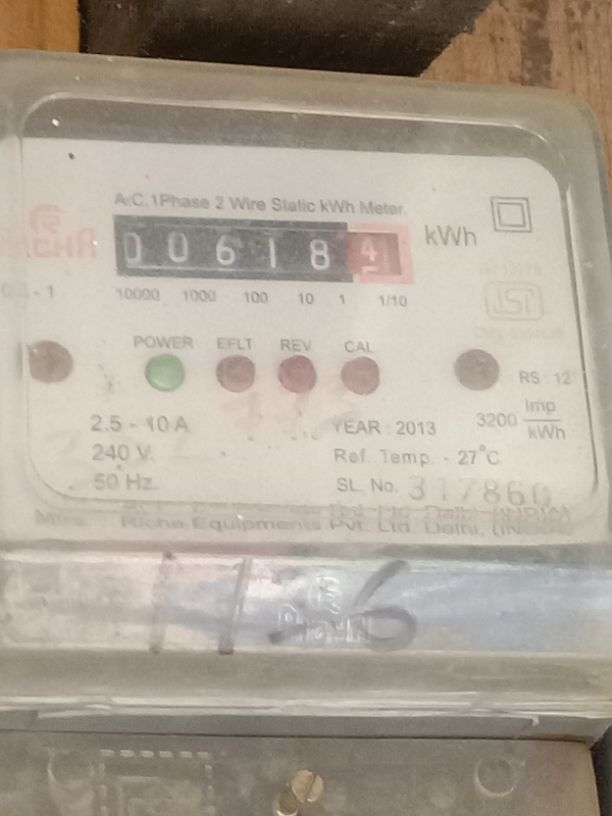 A.C.1Phase 2 Wire Static kWh Meter
0 0 6 1 8 4 kWh
10000 1000 100 10 1 1/10
POWER EFLT REV CAL
RS : 12
2.5 - 10 A
240 V.
50 Hz.
YEAR : 2013
Ref. Temp. - 27°C
SL. No. 317860
3200 Imp
kWh
Richa Equipments Pvt. Ltd. Delhi, (INDIA)